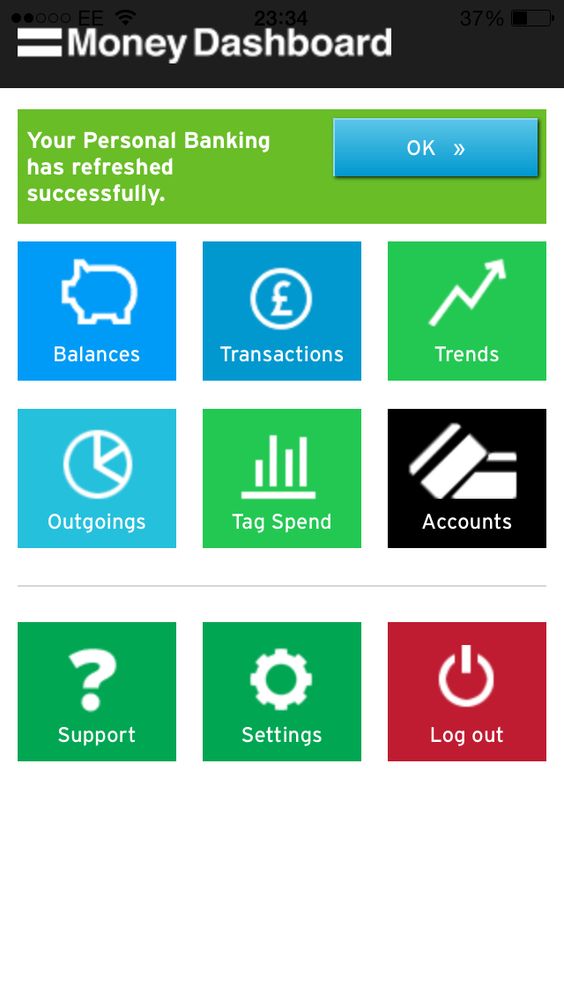 EE 23:34 37%
Money Dashboard
Your Personal Banking
has refreshed
successfully.
OK »
Balances Transactions Trends
Outgoings Tag Spend Accounts
Support Settings Log out